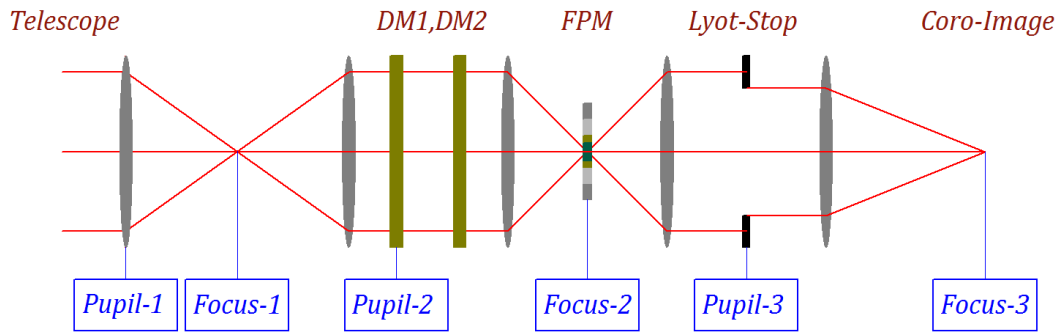 Telescope
DM1,DM2
FPM
Lyot-Stop
Coro-Image
Pupil-1
Focus-1
Pupil-2
Focus-2
Pupil-3
Focus-3